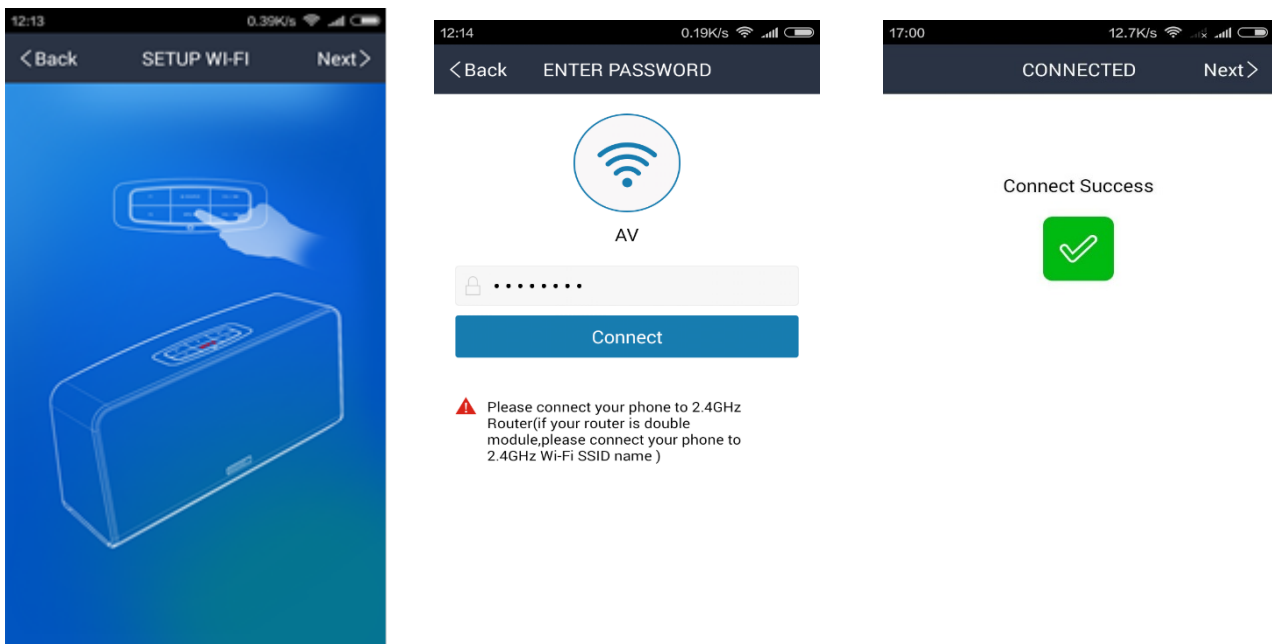 12:13 0.39K/s
Back SETUP WI-FI Next
12:14 0.19K/s
Back ENTER PASSWORD
AV
Connect
Please connect your phone to 2.4GHz
Router(if your router is double
module,please connect your phone to
2.4GHz Wi-Fi SSID name )
17:00 12.7K/s
CONNECTED Next
Connect Success